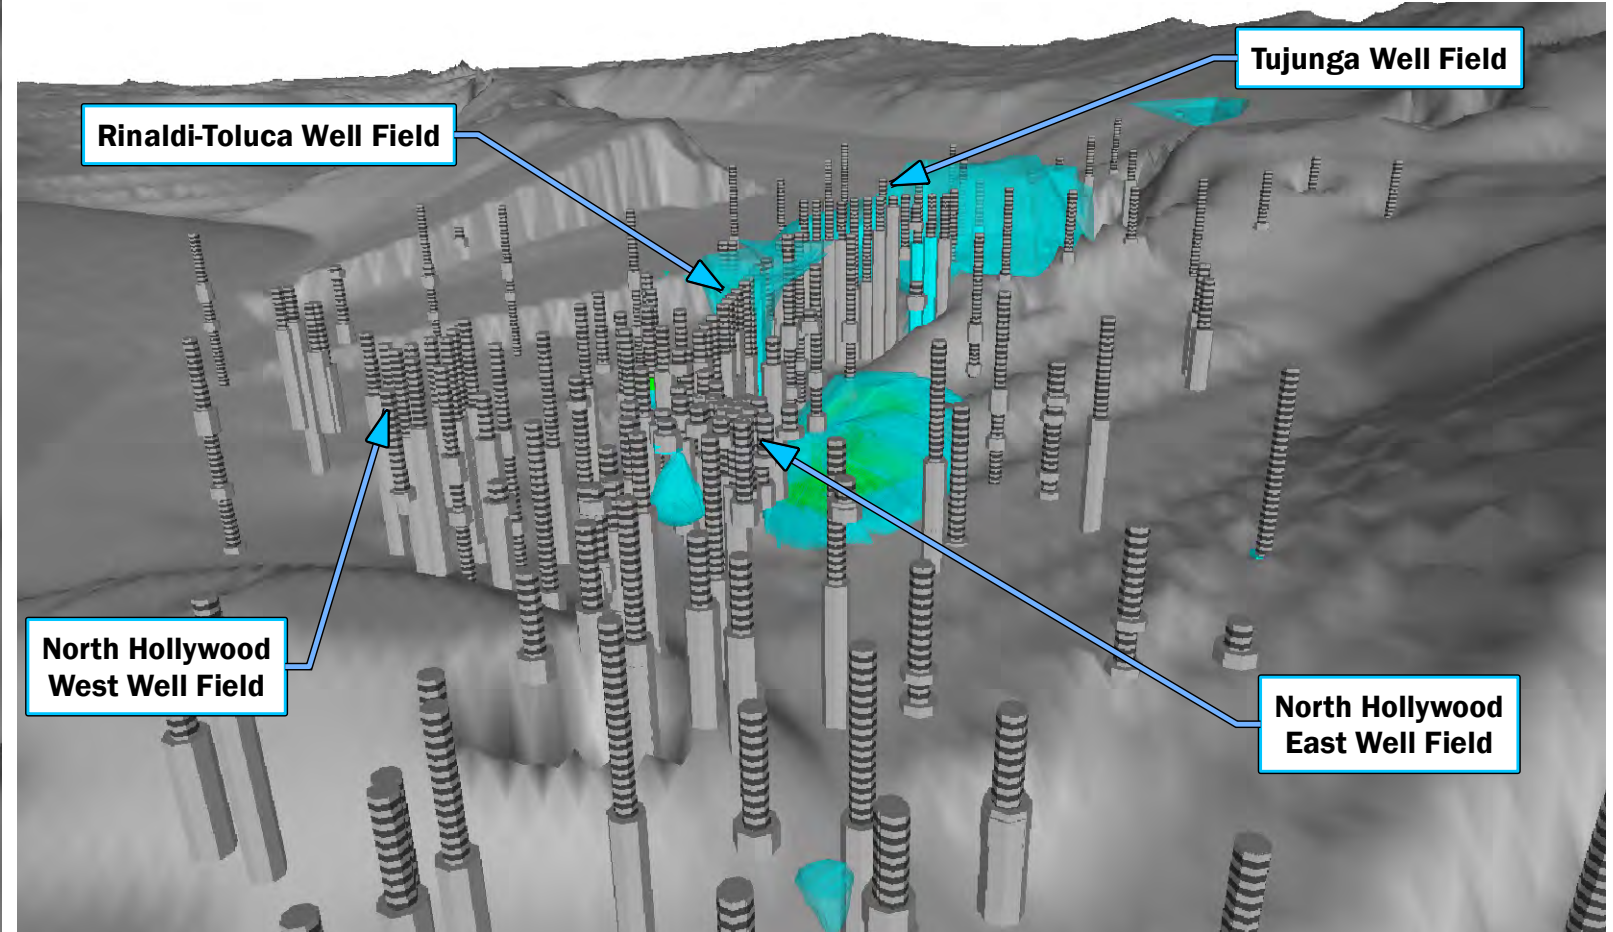 Tujunga Well Field
Rinaldi-Toluca Well Field
North Hollywood
West Well Field
North Hollywood
East Well Field